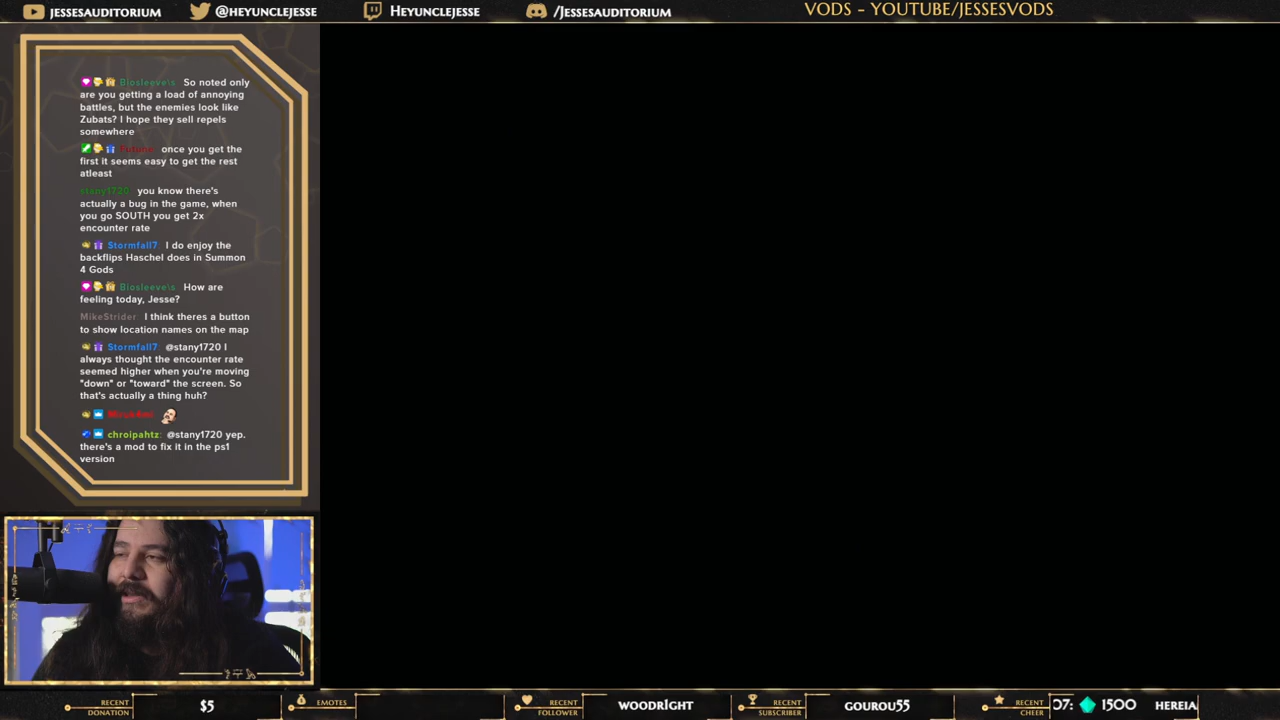 JESSESAUDITORIUM @HEYUNCLEJESSE HEYUNCLEJESSE /JESSESAUDITORIUM VODS - YOUTUBE/JESSESVODS
Biosleeve\s So noted only
are you getting a load of annoying
battles, but the enemies look like
Zubats? I hope they sell repels
somewhere
once you get the
first it seems easy to get the rest
atleast
stany1720: you know there's
actually a bug in the game, when
you go SOUTH you get 2x
encounter rate
Stormfall7: I do enjoy the
backflips Haschel does in Summon
4 Gods
Biosleeve\s How are
feeling today, Jesse?
MikeStrider I think theres a button
to show location names on the map
Stormfall7: @stany1720 I
always thought the encounter rate
seemed higher when you're moving
"down" or "toward" the screen. So
that's actually a thing huh?
chroipahtz: @stany1720 yep.
there's a mod to fix it in the ps1
version
RECENT DONATION $5 EMOTES RECENT FOLLOWER WOODR1GHT RECENT SUBSCRIBER GOUROU55 RECENT CHEER 07: 1500 HEREIA